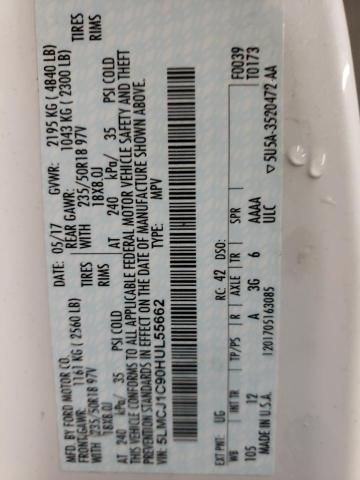 MFD. BY FORD MOTOR CO.
DATE: 05/17 GVWR: 2195 KG ( 4840 LB)
FRONT GAWR: 1161 KG ( 2560 LB) REAR GAWR: 1043 KG ( 2300 LB)
WITH 235/50R18 97V TIRES WITH 235/50R18 97V TIRES
18X8.0J RIMS 18X8.0J RIMS
AT 240 kPa/ 35 PSI COLD AT 240 kPa/ 35 PSI COLD
THIS VEHICLE CONFORMS TO ALL APPLICABLE FEDERAL MOTOR VEHICLE SAFETY AND THEFT
PREVENTION STANDARDS IN EFFECT ON THE DATE OF MANUFACTURE SHOWN ABOVE.
VIN: 5LMCJ1C90HUL55662
TYPE: MPV
F0039
T0173
EXT PNT: UG RC: 42 DSO:
WB INT TR TP/PS R AXLE TR SPR
105 12 A 3G 6 AAAA
MADE IN U.S.A. ULC
1201705163085
5U5A-3520472-AA